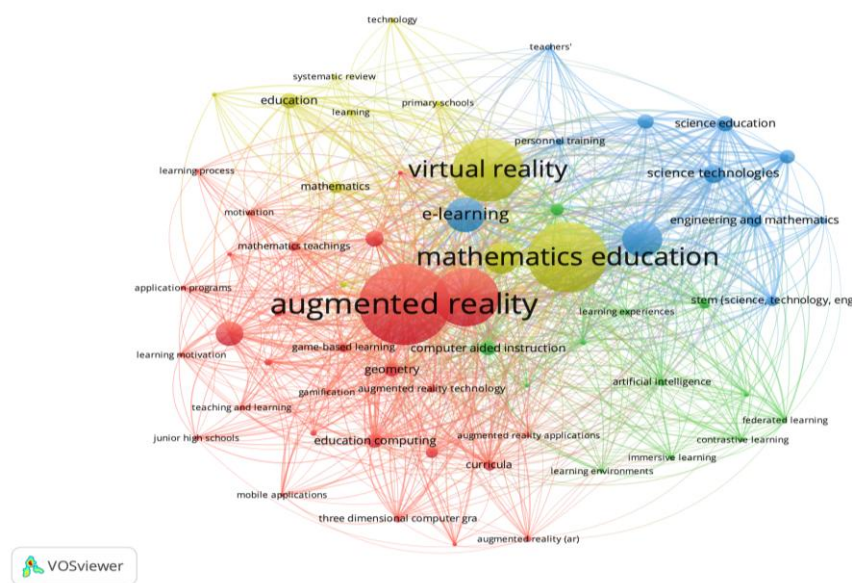 technology
teachers'
systematic review
education
primary schools
learning
science education
personnel training
virtual reality
learning process
science technologies
mathematics
motivation
e-learning
engineering and mathematics
mathematics teachings
mathematics education
application programs
augmented reality
stem (science, technology, eng
learning experiences
game-based learning
computer aided instruction
learning motivation
geometry
artificial intelligence
gamification
augmented reality technology
teaching and learning
federated learning
junior high schools
education computing
augmented reality applications
contrastive learning
immersive learning
curricula
learning environments
mobile applications
three dimensional computer gra
augmented reality (ar)
VOSviewer